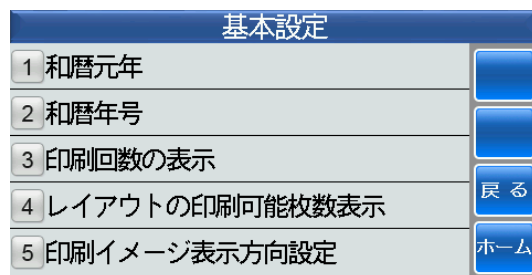 基本設定
1 和暦元年
2 和暦年号
3 印刷回数の表示
4 レイアウトの印刷可能枚数表示
5 印刷イメージ表示方向設定
戻る
ホーム